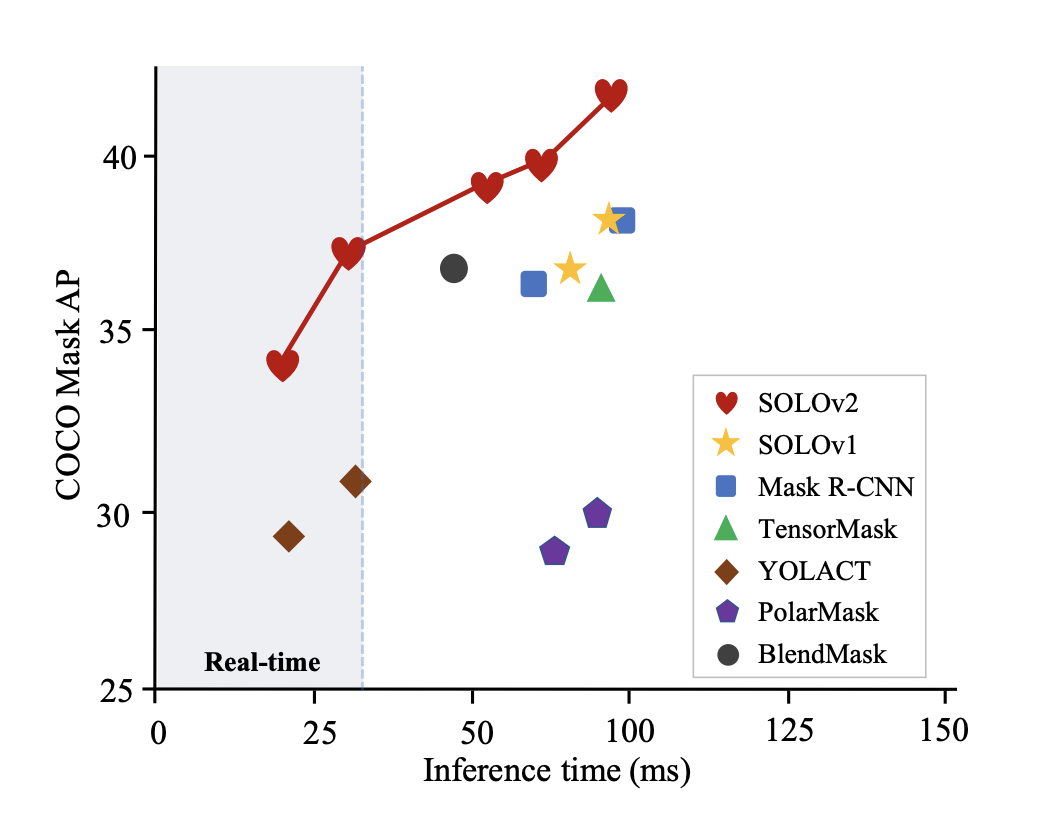 COCO Mask AP
40
35
30
25
Real-time
SOLOv2
SOLOv1
Mask R-CNN
TensorMask
YOLACT
PolarMask
BlendMask
0 25 50 100 125 150
Inference time (ms)